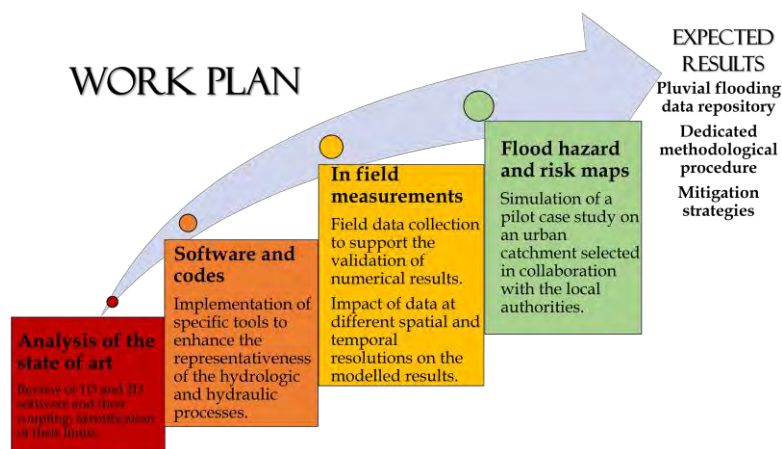 WORK PLAN
EXPECTED
RESULTS
Pluvial flooding
data repository
Dedicated
methodological
procedure
Mitigation
strategies
Flood hazard
and risk maps
Simulation of a
pilot case study on
an urban
catchment selected
in collaboration
with the local
authorities.
In field
measurements
Field data collection
to support the
validation of
numerical results.
Impact of data at
different spatial and
temporal
resolutions on the
modelled results.
Software and
codes
Implementation of
specific tools to
enhance the
representativeness
of the hydrologic
and hydraulic
processes.
Analysis of the
state of art
Review of 1D and 2D
software and their
coupling, identification
of their limits.